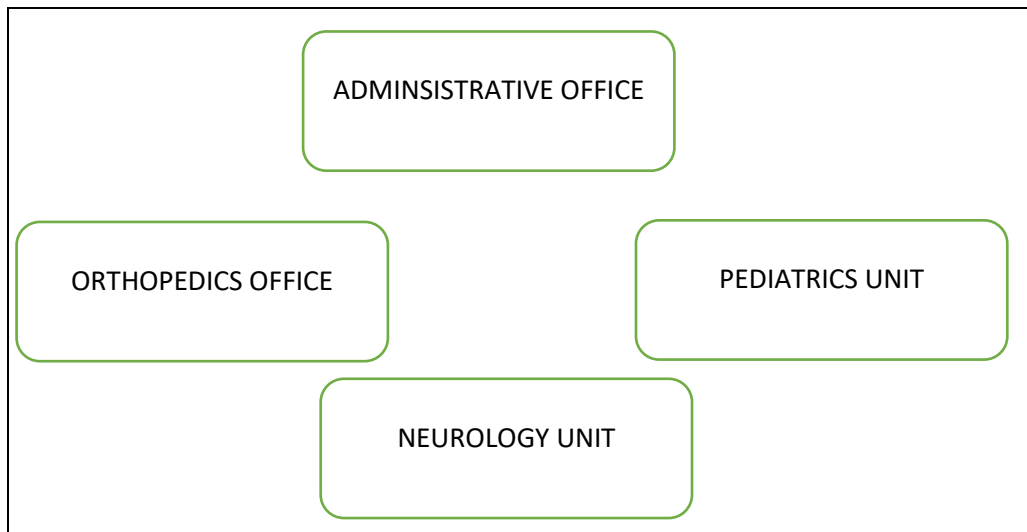 ADMINSISTRATIVE OFFICE
ORTHOPEDICS OFFICE
PEDIATRICS UNIT
NEUROLOGY UNIT